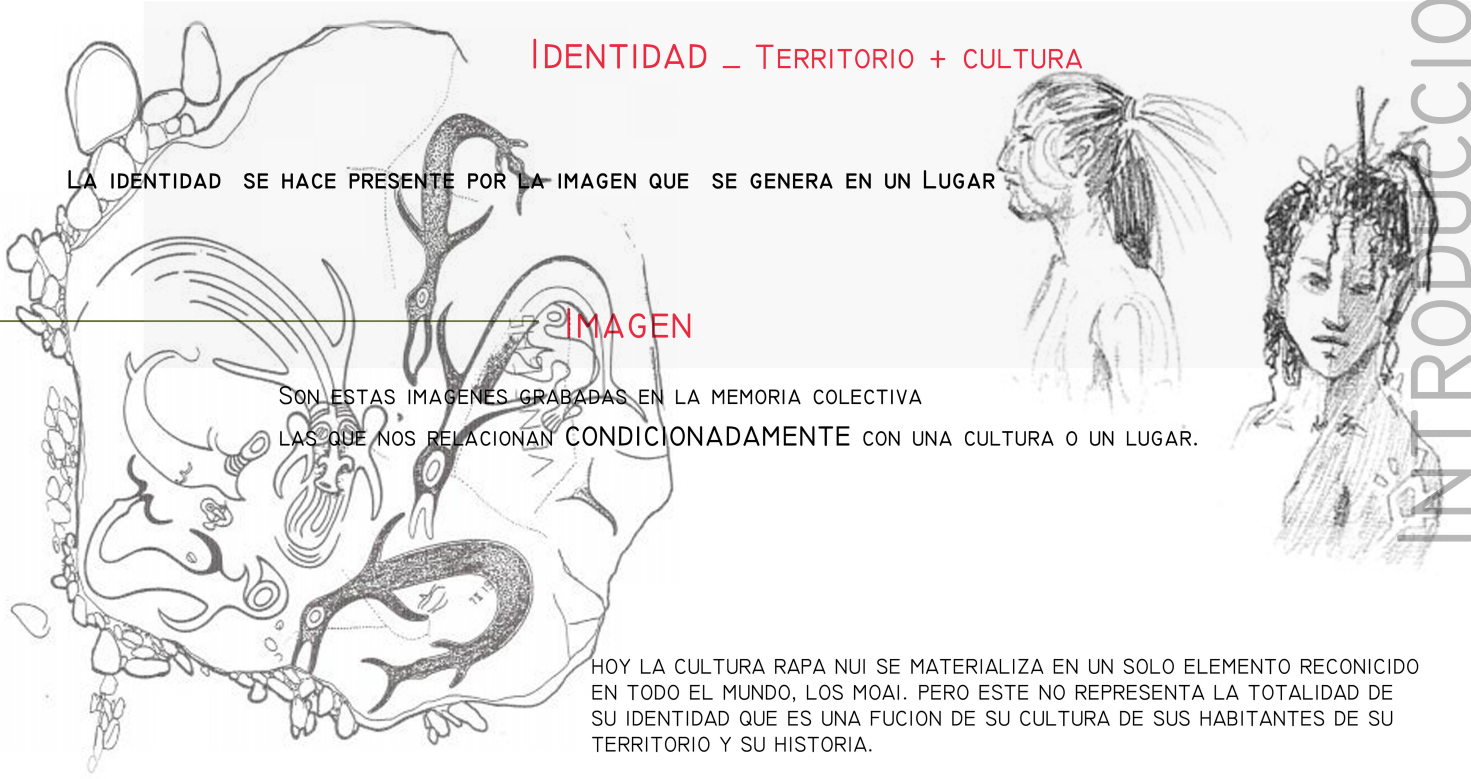 IDENTIDAD _ TERRITORIO + CULTURA
LA IDENTIDAD SE HACE PRESENTE POR LA IMAGEN QUE SE GENERA EN UN LUGAR
IMAGEN
SON ESTAS IMAGENES GRABADAS EN LA MEMORIA COLECTIVA
LAS QUE NOS RELACIONAN CONDICIONADAMENTE CON UNA CULTURA O UN LUGAR.
HOY LA CULTURA RAPA NUI SE MATERIALIZA EN UN SOLO ELEMENTO RECONICIDO
EN TODO EL MUNDO, LOS MOAI. PERO ESTE NO REPRESENTA LA TOTALIDAD DE
SU IDENTIDAD QUE ES UNA FUCION DE SU CULTURA DE SUS HABITANTES DE SU
TERRITORIO Y SU HISTORIA.
INTRODUCCIO